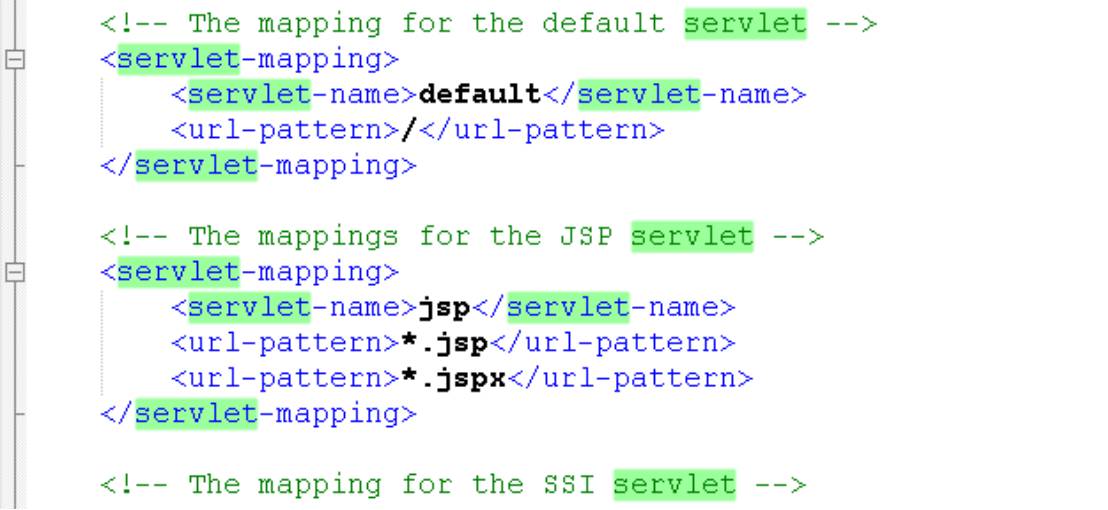 <!-- The mapping for the default servlet -->
<servlet-mapping>
<servlet-name>default</servlet-name>
<url-pattern>/</url-pattern>
</servlet-mapping>
<!-- The mappings for the JSP servlet -->
<servlet-mapping>
<servlet-name>jsp</servlet-name>
<url-pattern>*.jsp</url-pattern>
<url-pattern>*.jspx</url-pattern>
</servlet-mapping>
<!-- The mapping for the SSI servlet -->